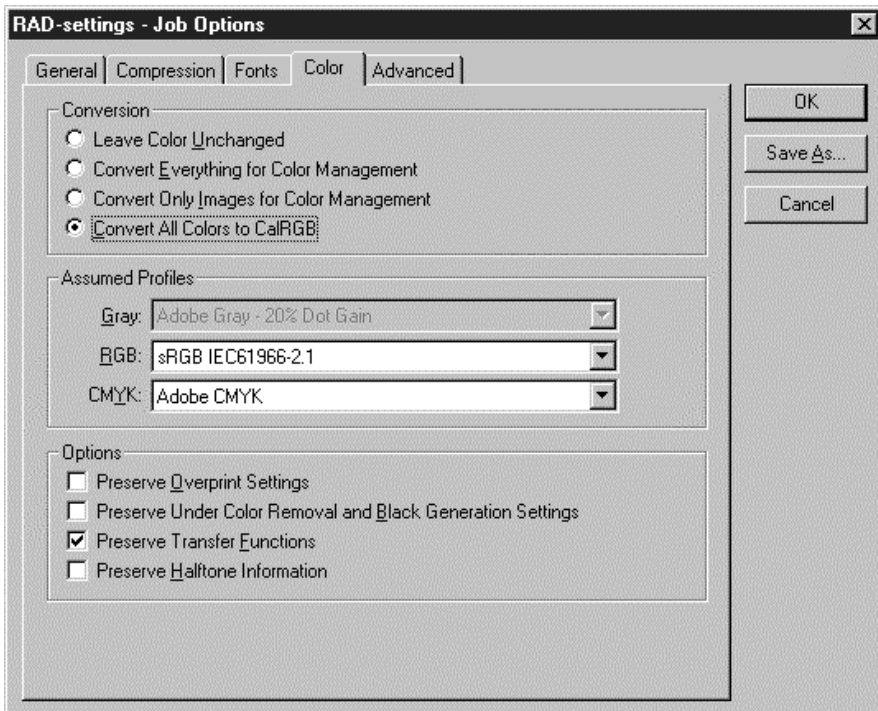 RAD-settings - Job Options
General Compression Fonts Color Advanced
Conversion
Leave Color Unchanged
Convert Everything for Color Management
Convert Only Images for Color Management
Convert All Colors to CalRGB
Assumed Profiles
Gray: Adobe Gray - 20% Dot Gain
RGB: sRGB IEC61966-2.1
CMYK: Adobe CMYK
Options
Preserve Overprint Settings
Preserve Under Color Removal and Black Generation Settings
Preserve Transfer Functions
Preserve Halftone Information
OK
Save As...
Cancel